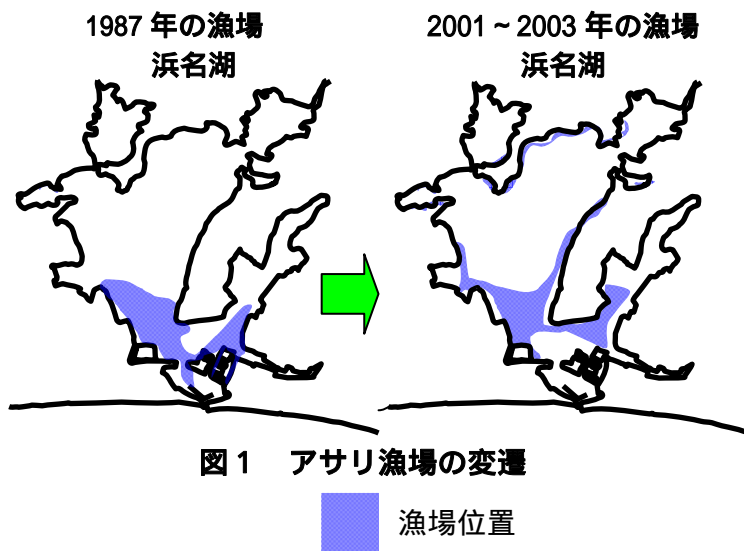 1987 年の漁場
浜名湖
2001~2003 年の漁場
浜名湖
図 1 アサリ漁場の変遷
漁場位置